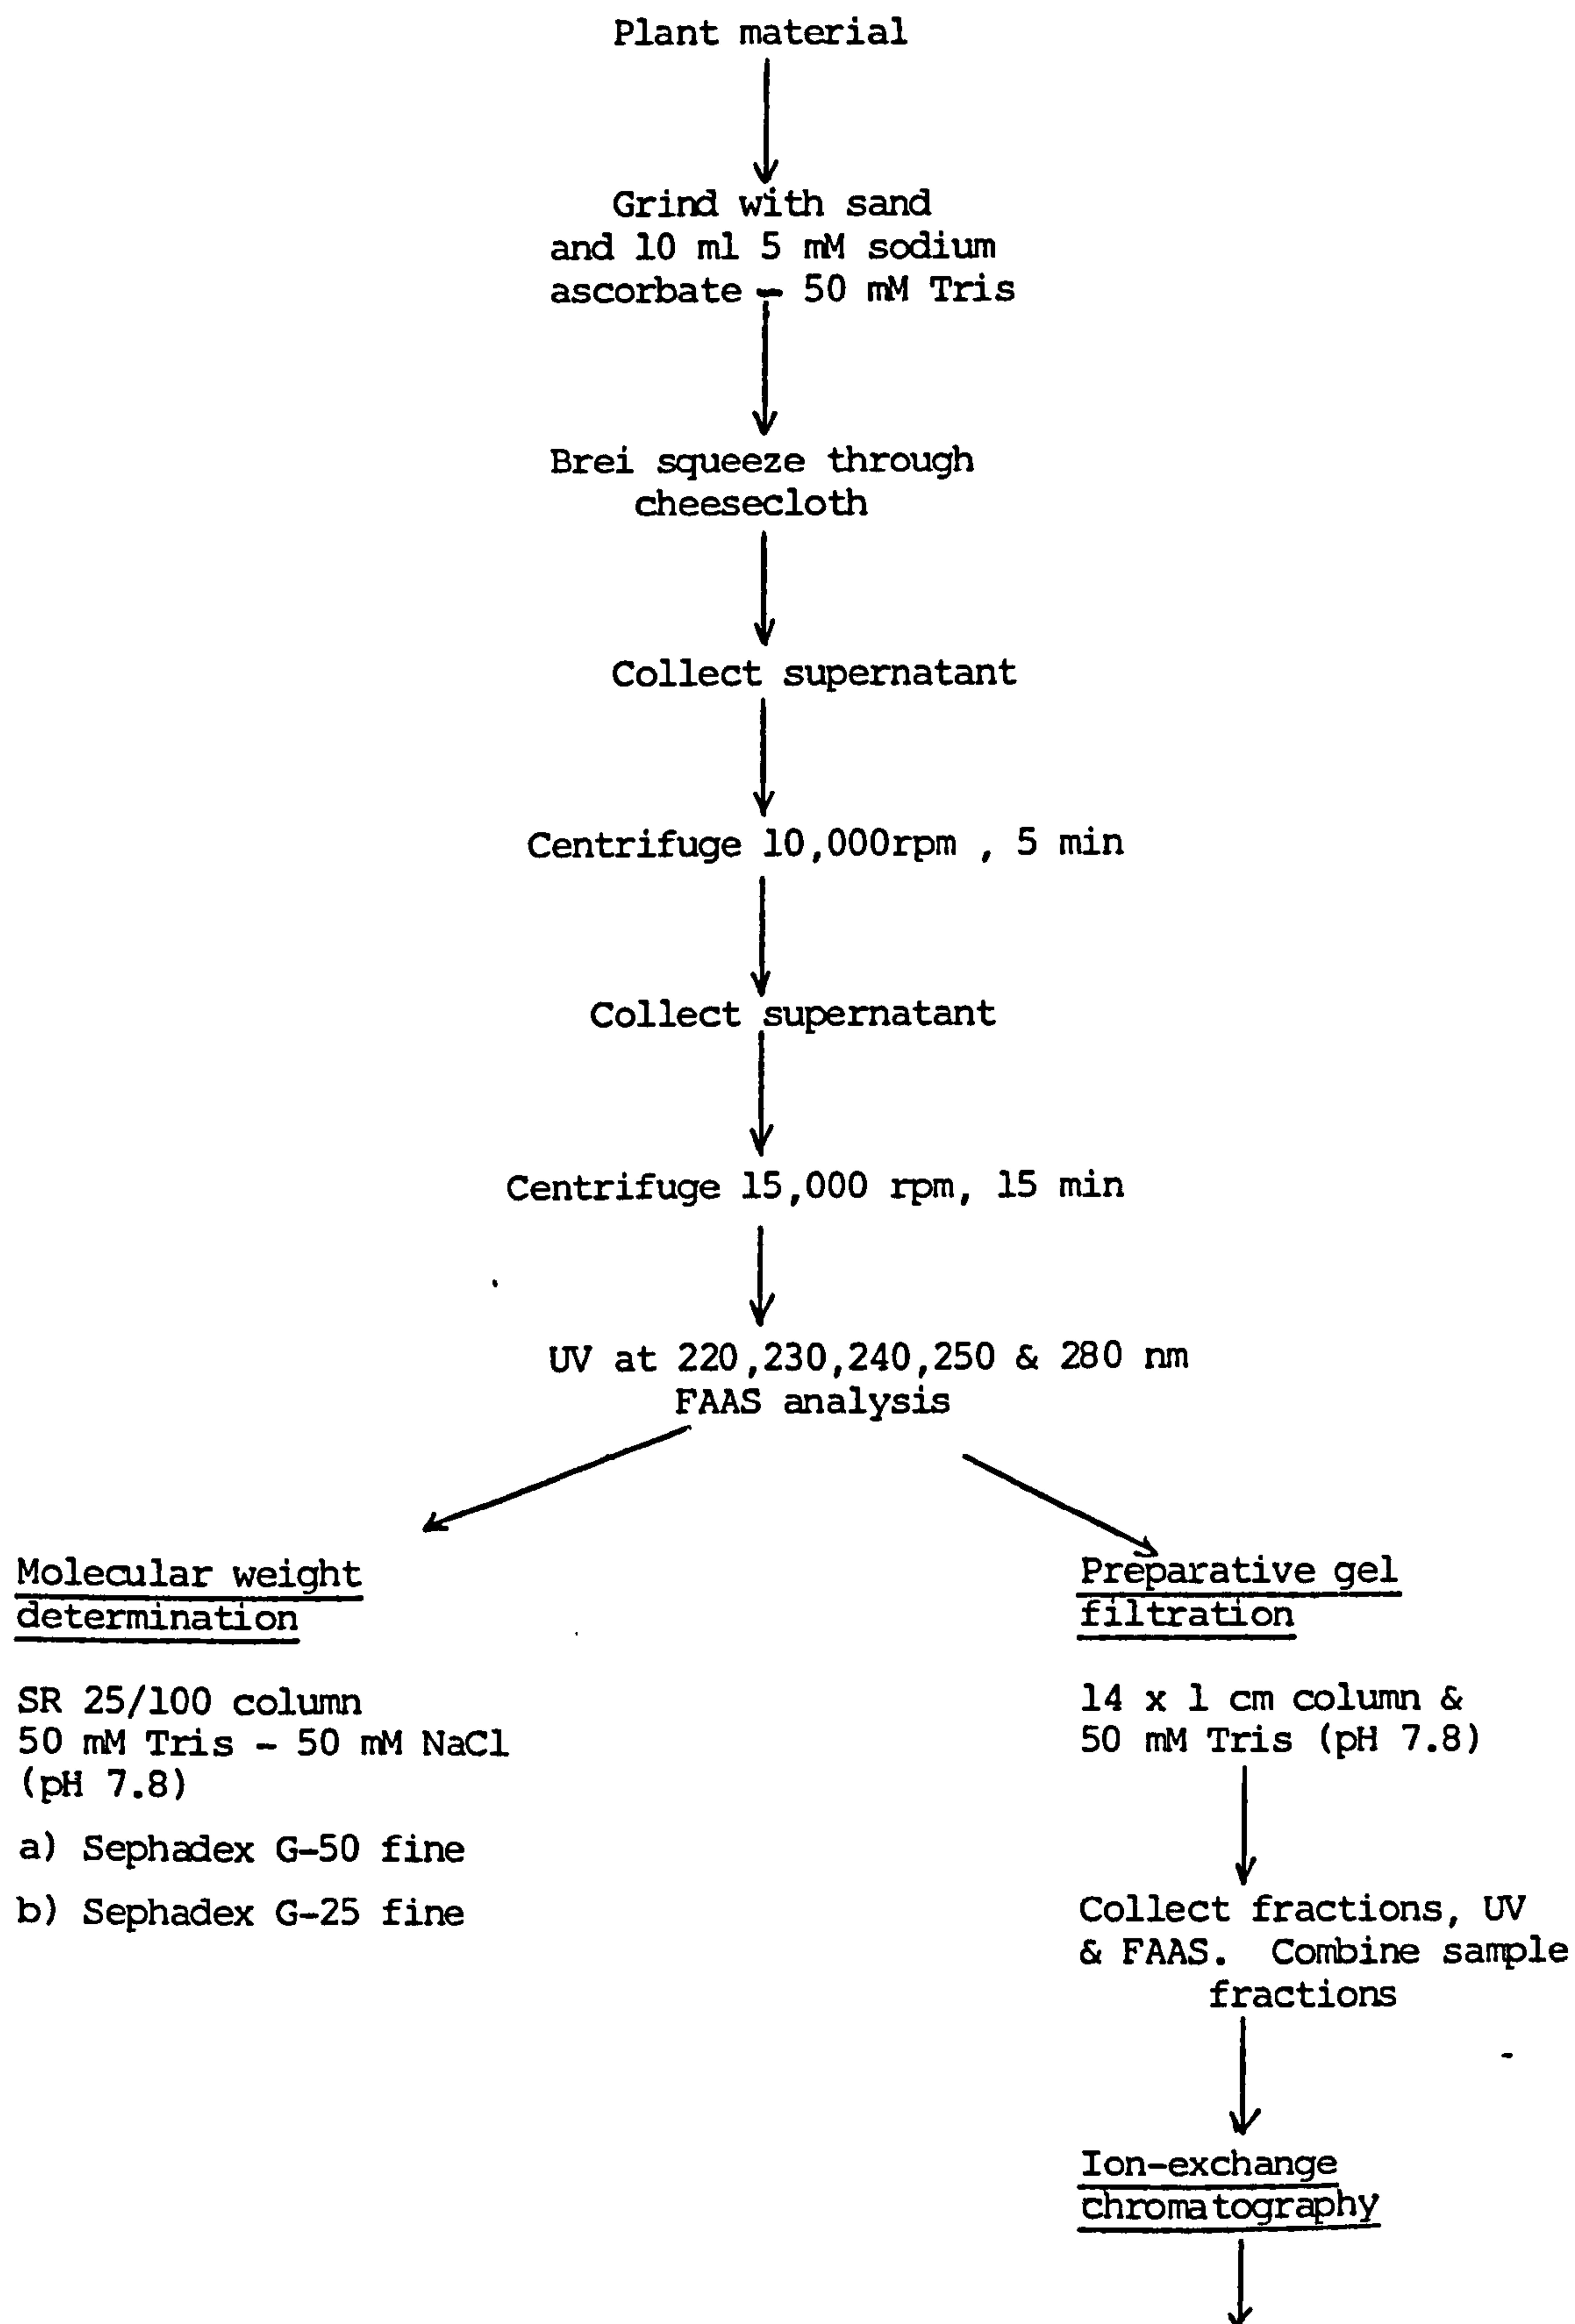 Plant material
Grind with sand
and 10 ml 5 mM sodium
ascorbate - 50 mM Tris
Brei squeeze through
cheesecloth
Collect supernatant
Centrifuge 10,000rpm , 5 min
Collect supernatant
Centrifuge 15,000 rpm, 15 min
UV at 220,230,240,250 & 280 nm
FAAS analysis
Molecular weight
determination
SR 25/100 column
50 mM Tris - 50 mM NaCl
(pH 7.8)
a) Sephadex G-50 fine
b) Sephadex G-25 fine
Preparative gel
filtration
14 x 1 cm column &
50 mM Tris (pH 7.8)
Collect fractions, UV
& FAAS. Combine sample
fractions
Ion-exchange
chromatography